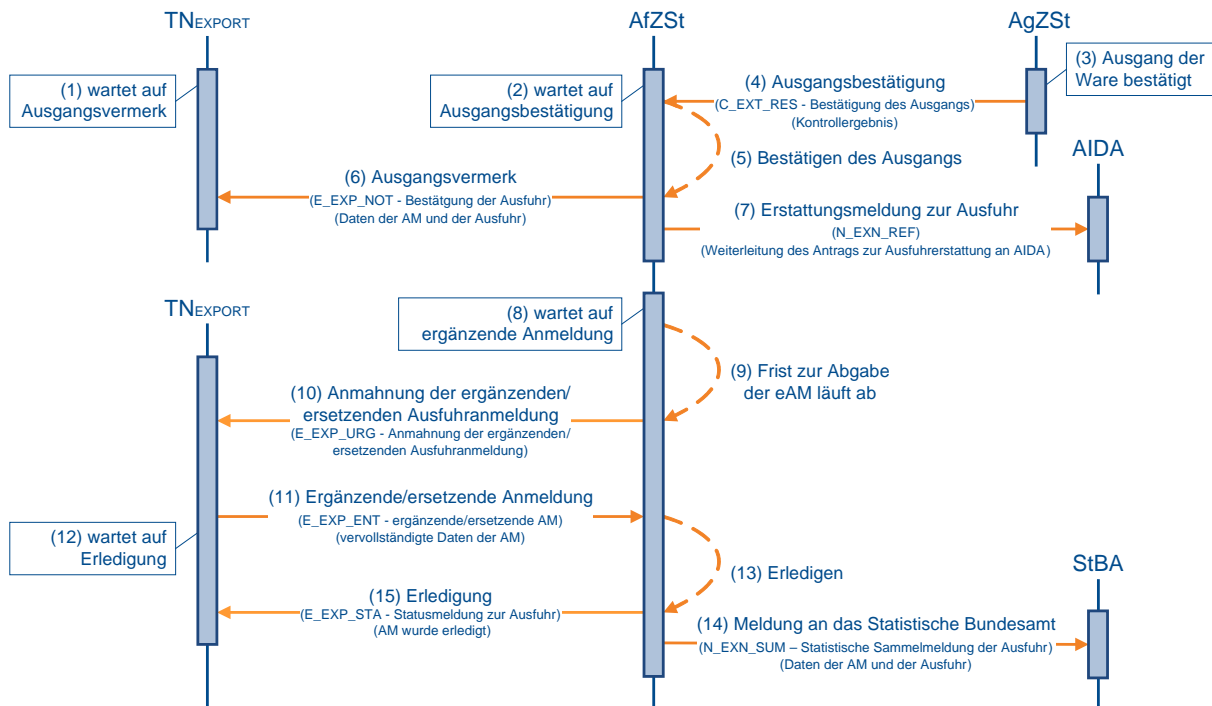 TNEXPORT
AfZSt
AgZSt
(1) wartet auf
Ausgangsvermerk
(2) wartet auf
Ausgangsbestätigung
(3) Ausgang der
Ware bestätigt
(4) Ausgangsbestätigung
(C_EXT_RES - Bestätigung des Ausgangs)
(Kontrollergebnis)
(5) Bestätigen des Ausgangs
AIDA
(6) Ausgangsvermerk
(E_EXP_NOT - Bestätgung der Ausfuhr)
(Daten der AM und der Ausfuhr)
(7) Erstattungsmeldung zur Ausfuhr
(N_EXN_REF)
(Weiterleitung des Antrags zur Ausfuhrerstattung an AIDA)
TNEXPORT
(8) wartet auf
ergänzende Anmeldung
(9) Frist zur Abgabe
der eAM läuft ab
(10) Anmahnung der ergänzenden/
ersetzenden Ausfuhranmeldung
(E_EXP_URG - Anmahnung der ergänzenden/
ersetzenden Ausfuhranmeldung)
(11) Ergänzende/ersetzende Anmeldung
(E_EXP_ENT - ergänzende/ersetzende AM)
(vervollständigte Daten der AM)
(12) wartet auf
Erledigung
(13) Erledigen
StBA
(15) Erledigung
(E_EXP_STA - Statusmeldung zur Ausfuhr)
(AM wurde erledigt)
(14) Meldung an das Statistische Bundesamt
(N_EXN_SUM – Statistische Sammelmeldung der Ausfuhr)
(Daten der AM und der Ausfuhr)